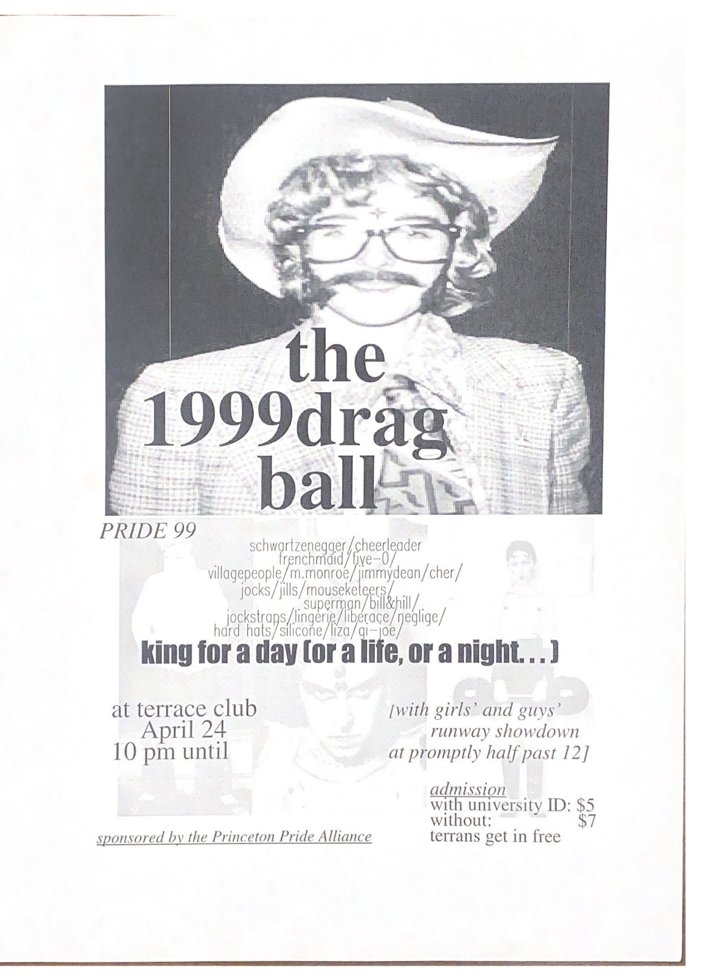 the
1999drag
ball
PRIDE 99
schwartzenegger/cheerleader
frenchmaid/five-0/
villagepeople/m.monroe/jimmydean/cher/
jocks/jills/mouseketeers/
superman/bill&hill/
jockstraps/lingerie/liberace/neglige/
hard hats/silicone/liza/gi-joe/
king for a day (or a life, or a night. . . )
at terrace club
April 24
10 pm until
[with girls' and guys'
runway showdown
at promptly half past 12]
admission
with university ID: $5
without: $7
terrans get in free
sponsored by the Princeton Pride Alliance